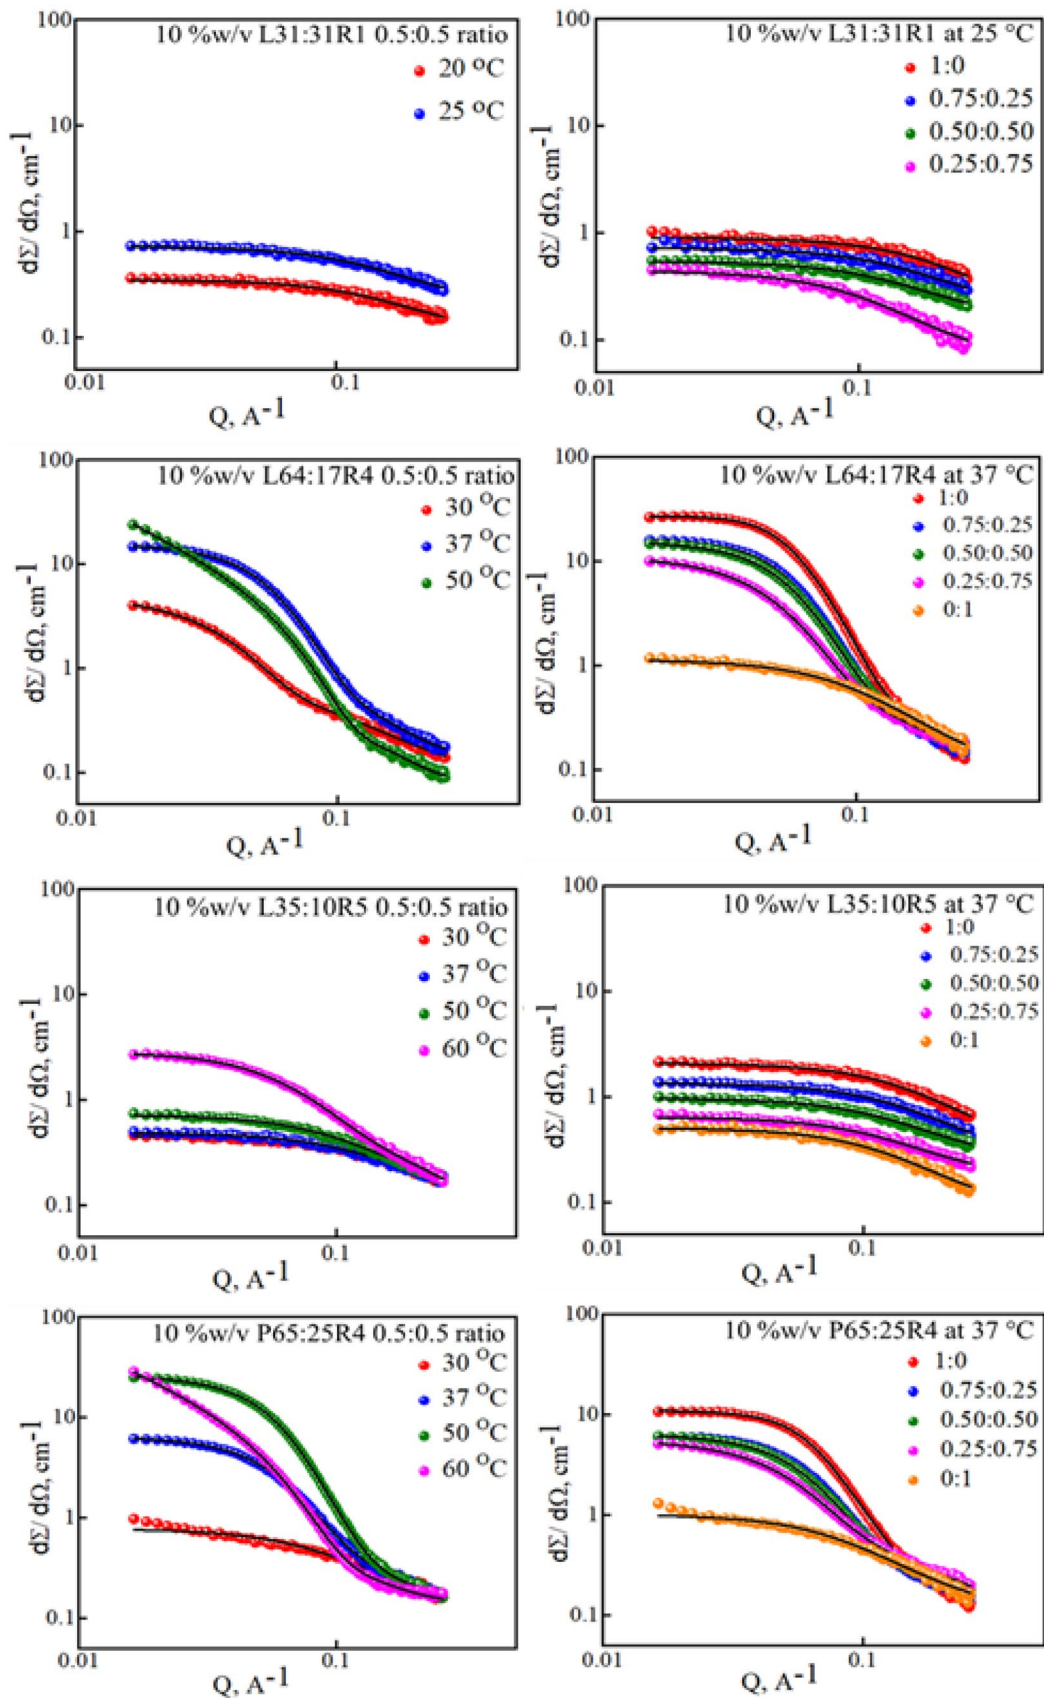 10 %w/v L31:31R1 0.5:0.5 ratio
20 °C
25 °C
100
10
1
0.1
0.01
0.1
dΣ/ dΩ, cm-1
Q, A-1
10 %w/v L31:31R1 at 25 °C
1:0
0.75:0.25
0.50:0.50
0.25:0.75
100
10
1
0.1
0.01
0.1
dΣ/ dΩ, cm-1
Q, A-1
10 %w/v L64:17R4 0.5:0.5 ratio
30 °C
37 °C
50 °C
100
10
1
0.1
0.01
0.1
dΣ/ dΩ, cm-1
Q, A-1
10 %w/v L64:17R4 at 37 °C
1:0
0.75:0.25
0.50:0.50
0.25:0.75
0:1
100
10
1
0.1
0.01
0.1
dΣ/ dΩ, cm-1
Q, A-1
10 %w/v L35:10R5 0.5:0.5 ratio
30 °C
37 °C
50 °C
60 °C
100
10
1
0.1
0.01
0.1
dΣ/ dΩ, cm-1
Q, A-1
10 %w/v L35:10R5 at 37 °C
1:0
0.75:0.25
0.50:0.50
0.25:0.75
0:1
100
10
1
0.1
0.01
0.1
dΣ/ dΩ, cm-1
Q, A-1
10 %w/v P65:25R4 0.5:0.5 ratio
30 °C
37 °C
50 °C
60 °C
100
10
1
0.1
0.01
0.1
dΣ/ dΩ, cm-1
Q, A-1
10 %w/v P65:25R4 at 37 °C
1:0
0.75:0.25
0.50:0.50
0.25:0.75
0:1
100
10
1
0.1
0.01
0.1
dΣ/ dΩ, cm-1
Q, A-1